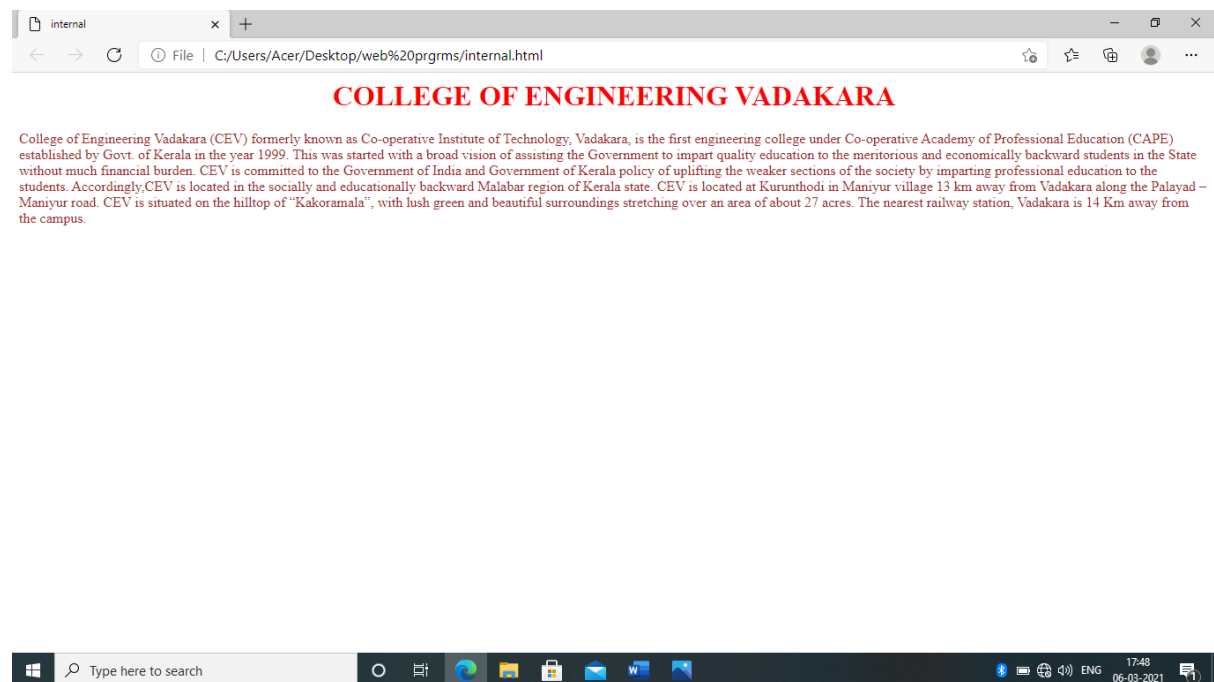 internal
File | C:/Users/Acer/Desktop/web%20prgrms/internal.html
COLLEGE OF ENGINEERING VADAKARA
College of Engineering Vadakara (CEV) formerly known as Co-operative Institute of Technology, Vadakara, is the first engineering college under Co-operative Academy of Professional Education (CAPE)
established by Govt. of Kerala in the year 1999. This was started with a broad vision of assisting the Government to impart quality education to the meritorious and economically backward students in the State
without much financial burden. CEV is committed to the Government of India and Government of Kerala policy of uplifting the weaker sections of the society by imparting professional education to the
students. Accordingly,CEV is located in the socially and educationally backward Malabar region of Kerala state. CEV is located at Kurunthodi in Maniyur village 13 km away from Vadakara along the Palayad –
Maniyur road. CEV is situated on the hilltop of “Kakoramala”, with lush green and beautiful surroundings stretching over an area of about 27 acres. The nearest railway station, Vadakara is 14 Km away from
the campus.
Type here to search
ENG
17:48
06-03-2021